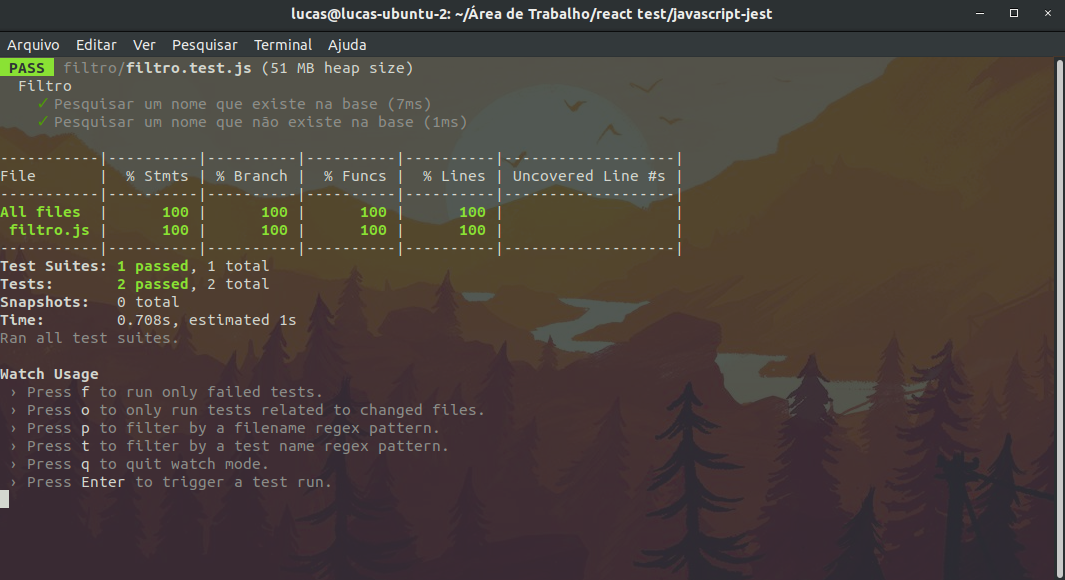 lucas@lucas-ubuntu-2: ~/Área de Trabalho/react test/javascript-jest
Arquivo Editar Ver Pesquisar Terminal Ajuda
PASS filtro/filtro.test.js (51 MB heap size)
Filtro
✓ Pesquisar um nome que existe na base (7ms)
✓ Pesquisar um nome que não existe na base (1ms)
-----------|----------|----------|----------|----------|-------------------|
File       |  % Stmts | % Branch |  % Funcs |  % Lines | Uncovered Line #s |
-----------|----------|----------|----------|----------|-------------------|
All files  |      100 |      100 |      100 |      100 |                   |
 filtro.js |      100 |      100 |      100 |      100 |                   |
-----------|----------|----------|----------|----------|-------------------|
Test Suites: 1 passed, 1 total
Tests:       2 passed, 2 total
Snapshots:   0 total
Time:        0.708s, estimated 1s
Ran all test suites.
Watch Usage
 › Press f to run only failed tests.
 › Press o to only run tests related to changed files.
 › Press p to filter by a filename regex pattern.
 › Press t to filter by a test name regex pattern.
 › Press q to quit watch mode.
 › Press Enter to trigger a test run.